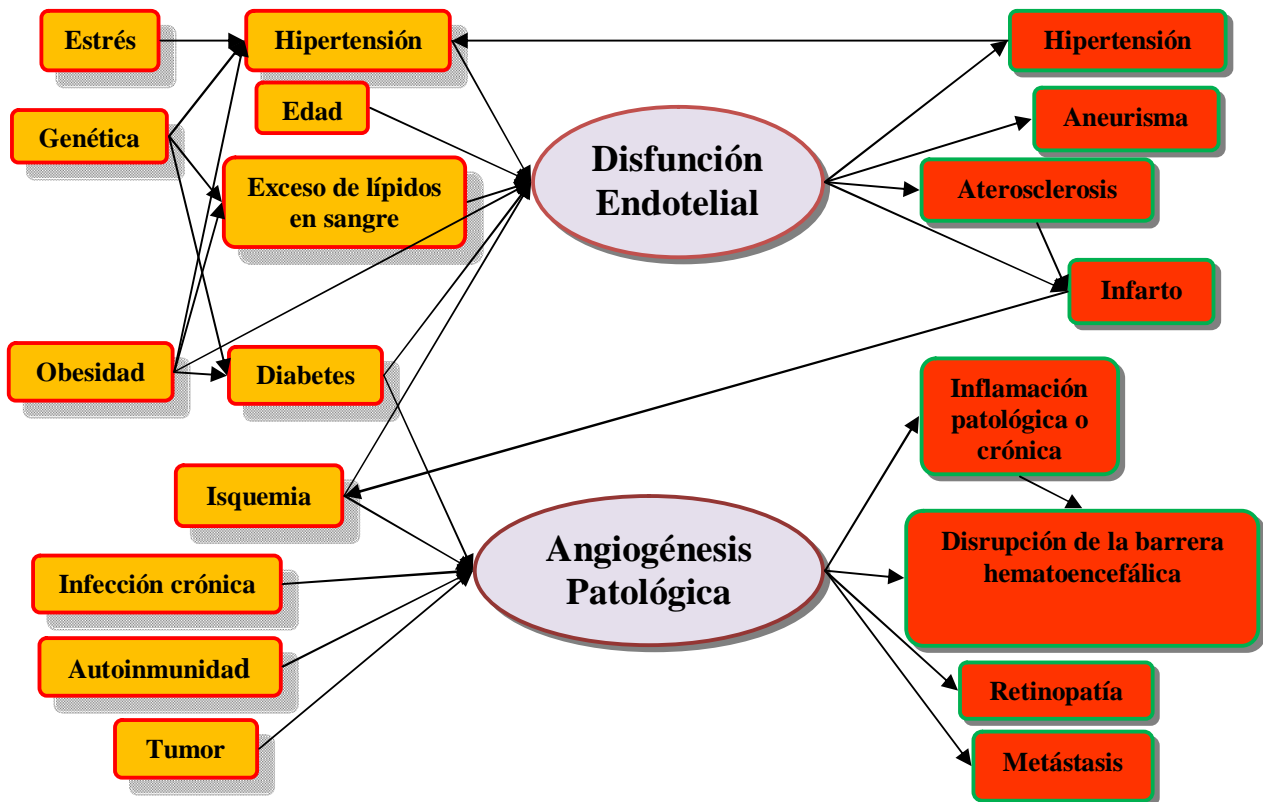 Estrés
Hipertensión
Edad
Genética
Exceso de lípidos
en sangre
Obesidad
Diabetes
Isquemia
Infección crónica
Autoinmunidad
Tumor
Disfunción
Endotelial
Angiogénesis
Patológica
Hipertensión
Aneurisma
Aterosclerosis
Infarto
Inflamación
patológica o
crónica
Disrupción de la barrera
hematoencefálica
Retinopatía
Metástasis